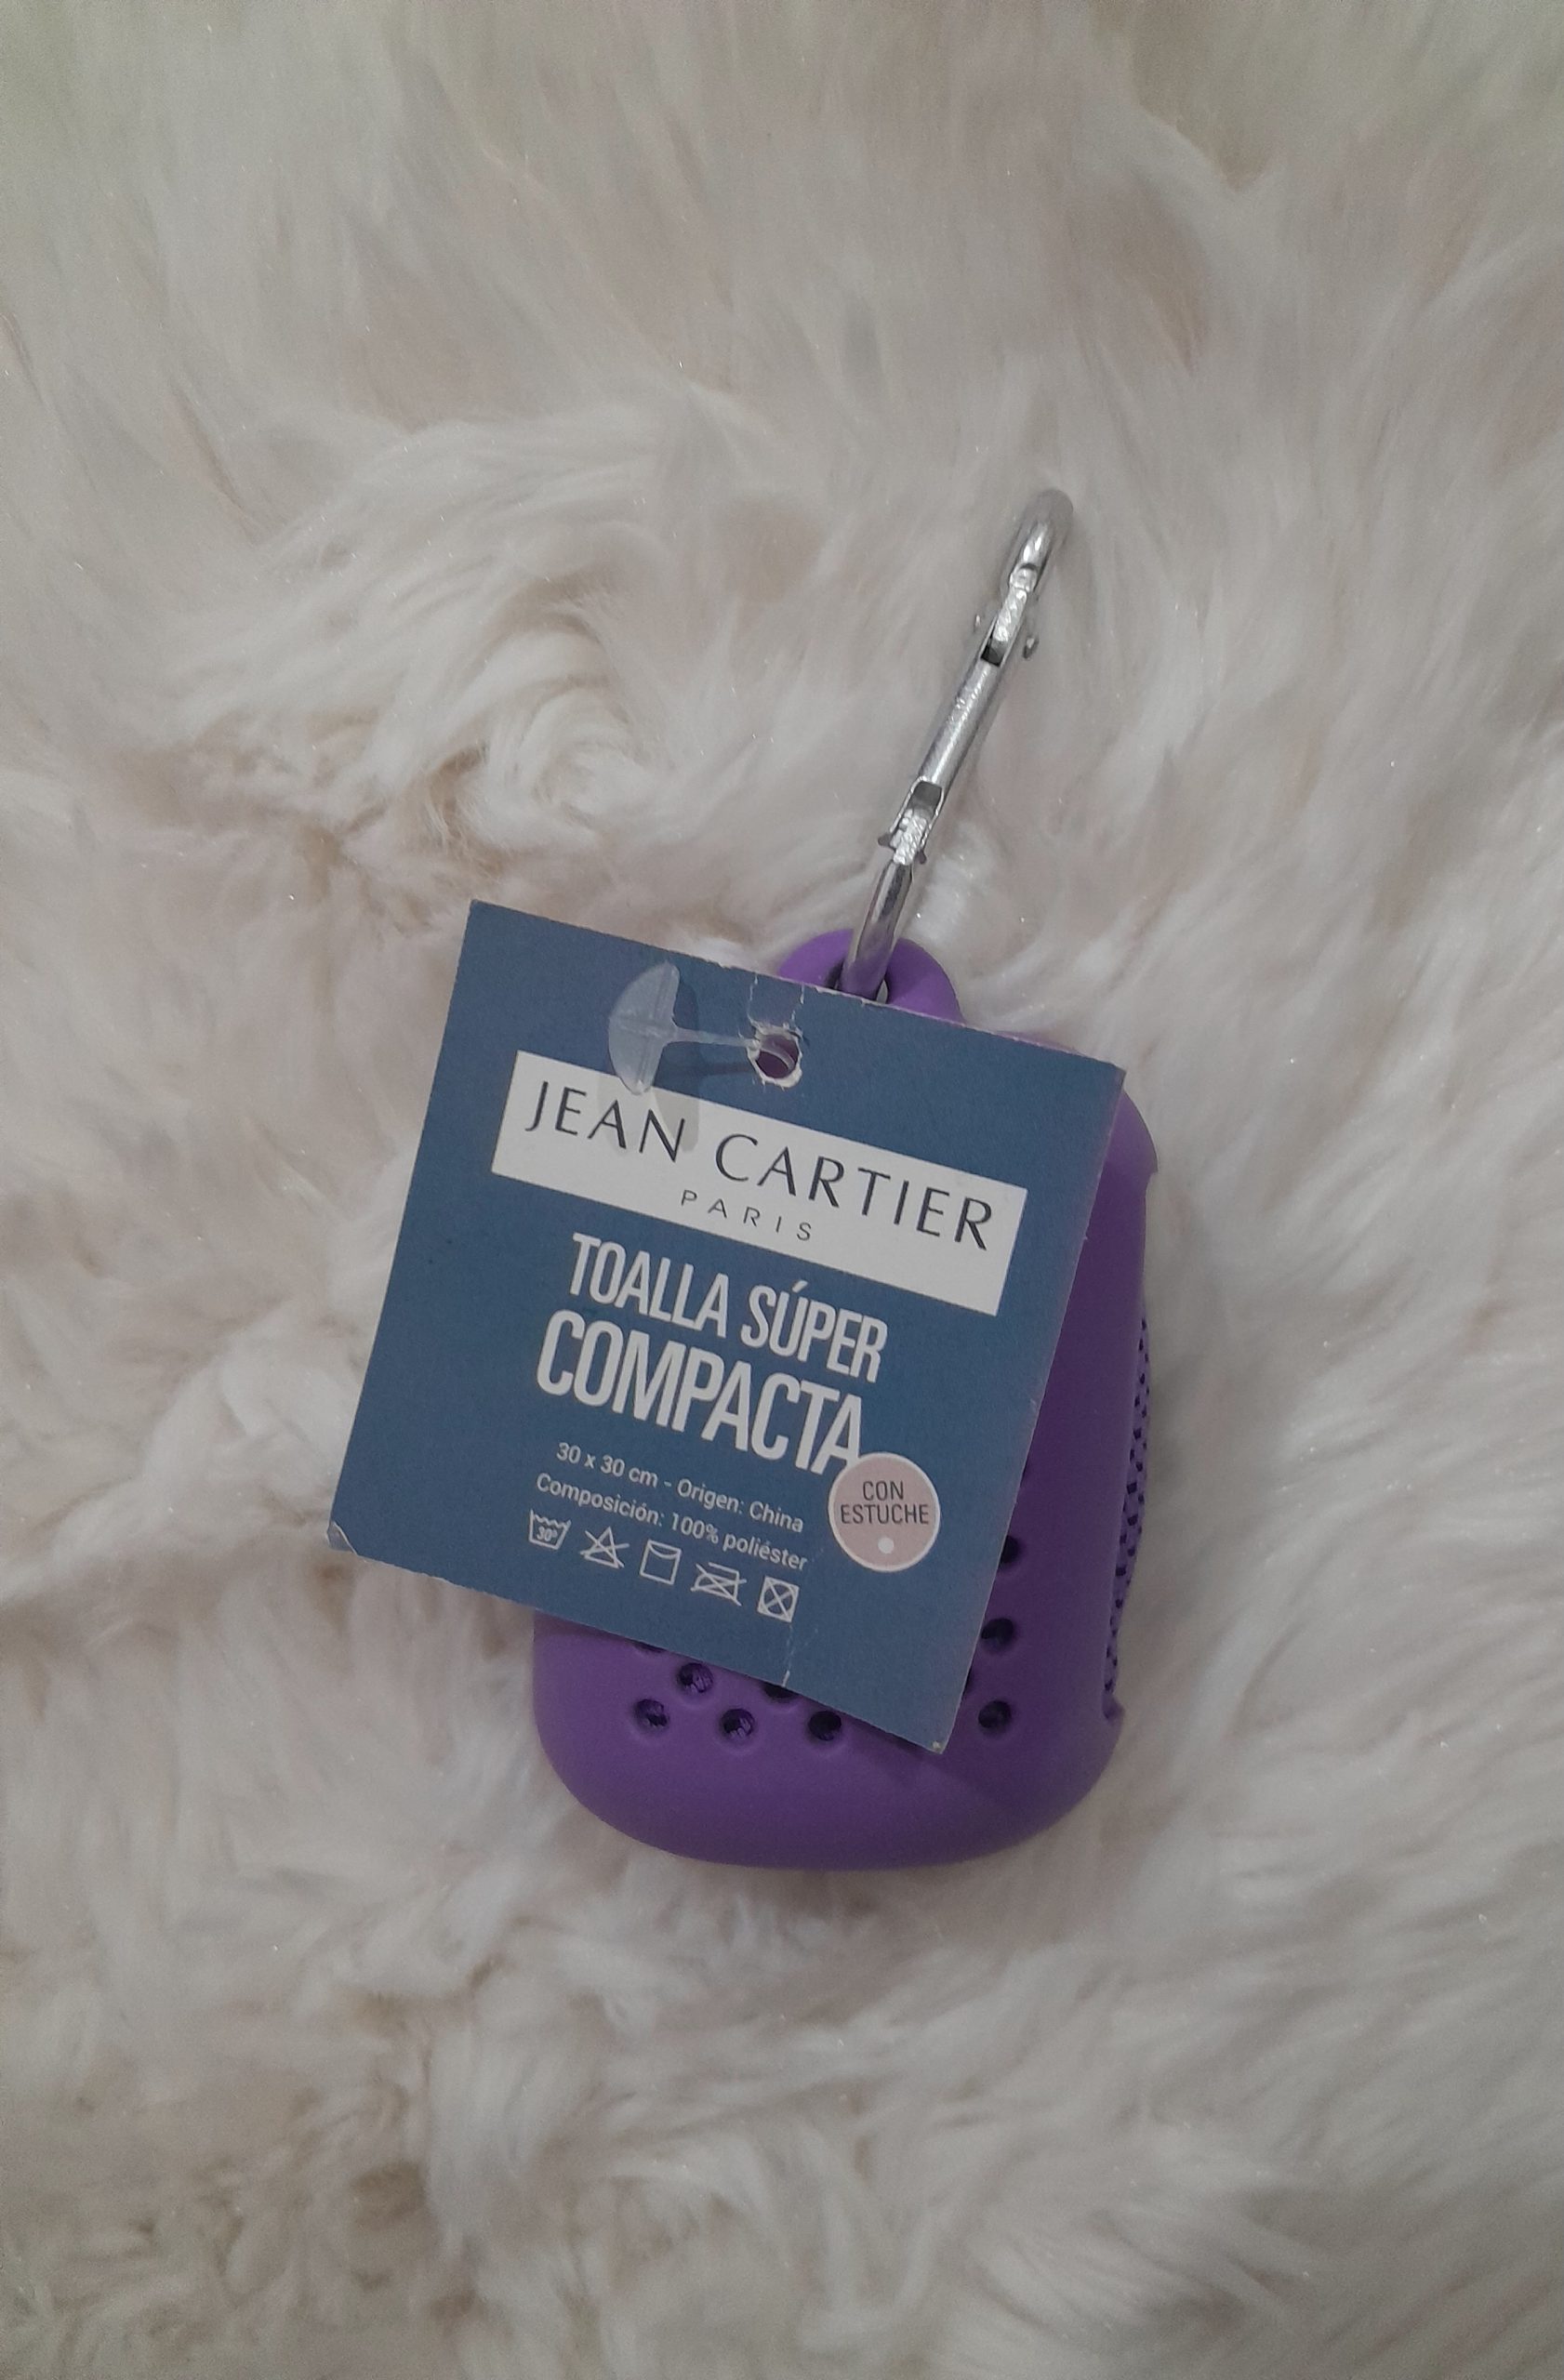 JEAN CARTIER
PARIS
TOALLA SÚPER
COMPACTA
30 x 30 cm - Origen: China
Composición: 100% poliéster
30°
CON
ESTUCHE